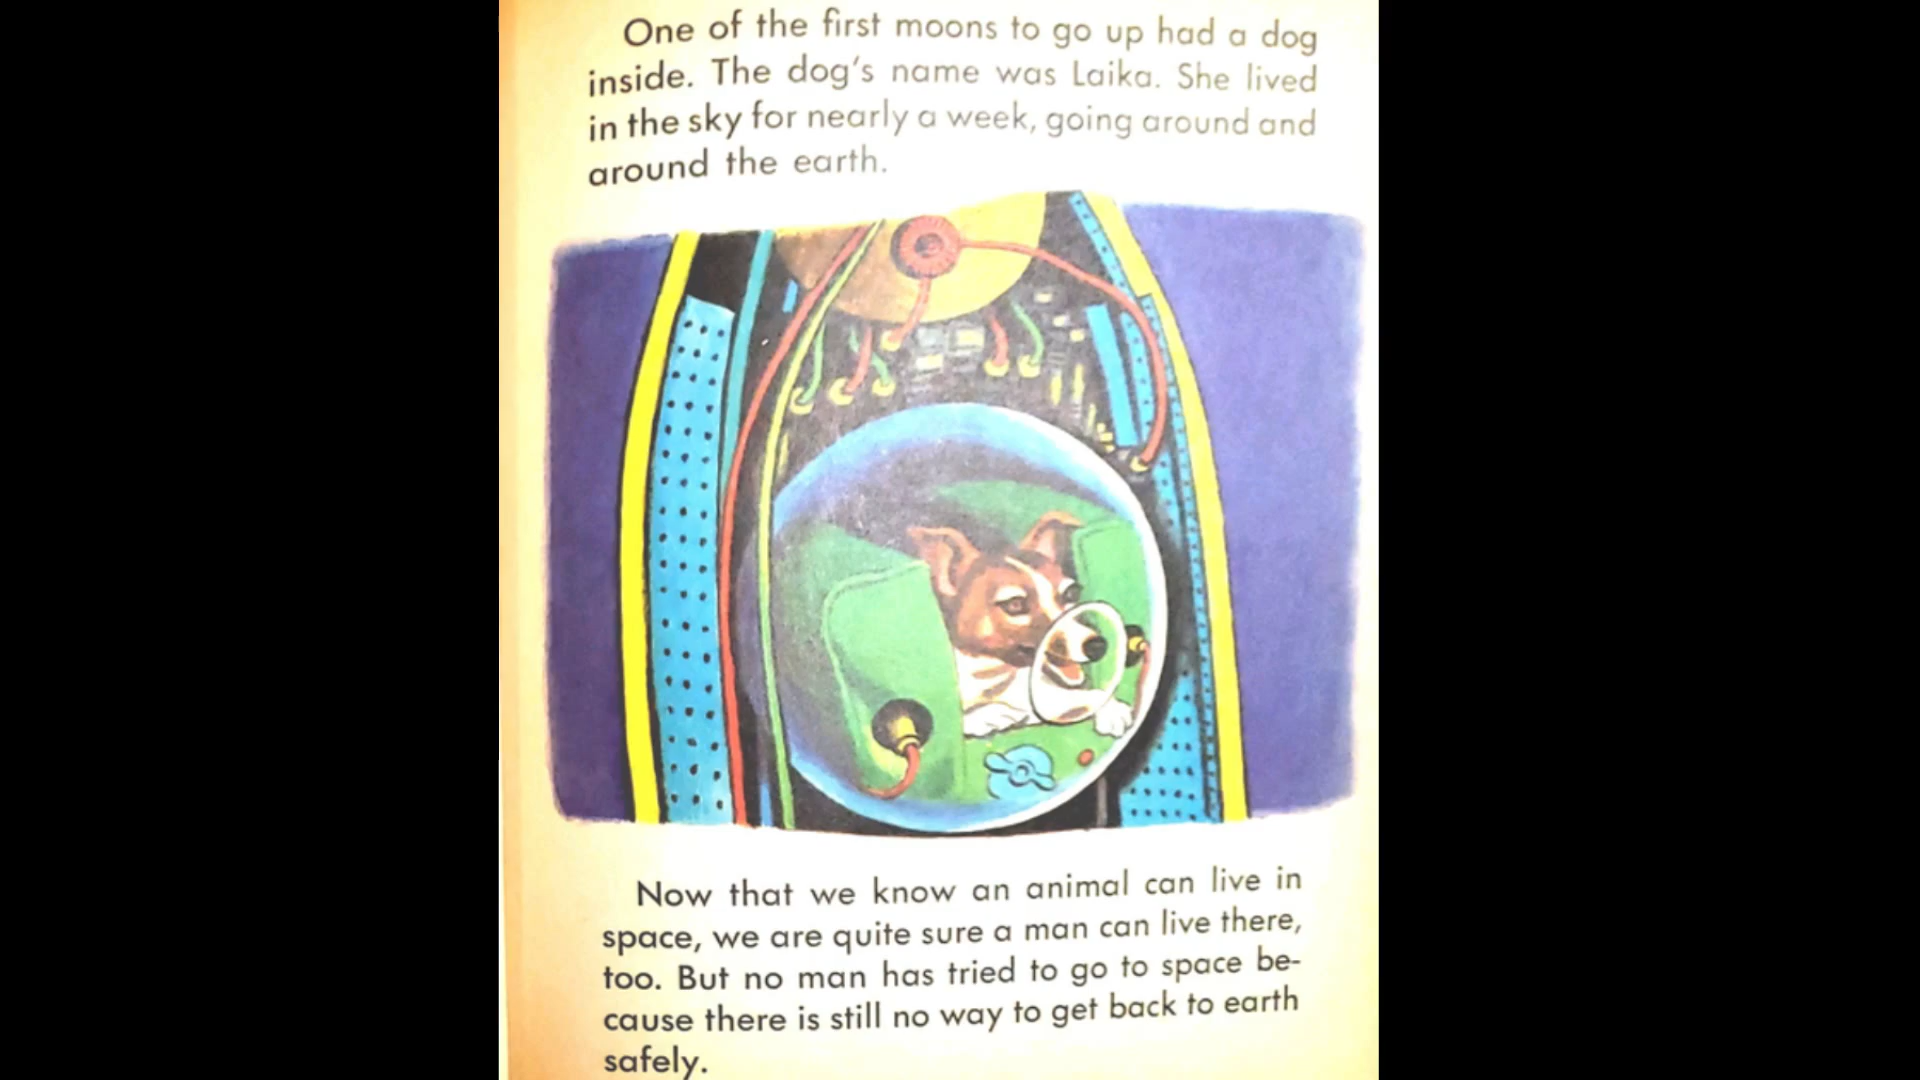 One of the first moons to go up had a dog
inside. The dog's name was Laika. She lived
in the sky for nearly a week, going around and
around the earth.
Now that we know an animal can live in
space, we are quite sure a man can live there,
too. But no man has tried to go to space be-
cause there is still no way to get back to earth
safely.